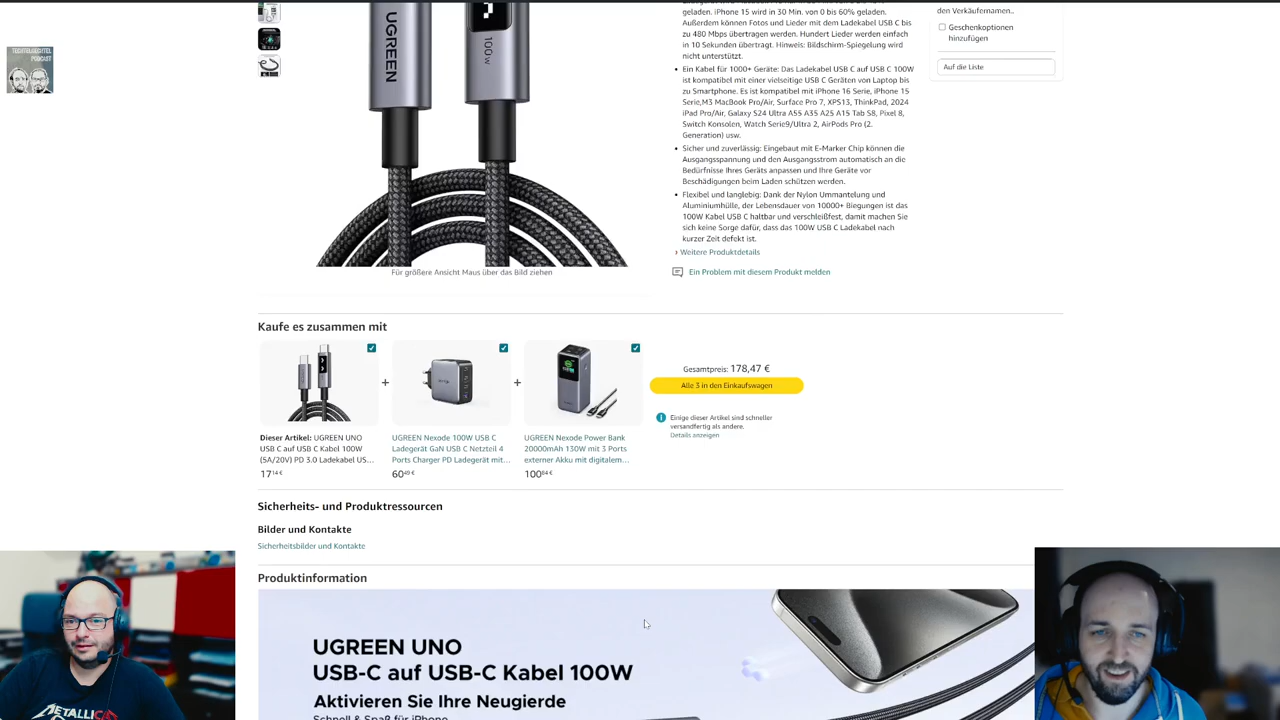 TECHTELMECHTEL
PODCAST
UGREEN
100w
geladen. iPhone 15 wird in 30 Min. von 0 bis 60% geladen.
Außerdem können Fotos und Lieder mit dem Ladekabel USB C bis
zu 480 Mbps übertragen werden. Hundert Lieder werden einfach
in 10 Sekunden übertragt. Hinweis: Bildschirm-Spiegelung wird
nicht unterstützt.
• Ein Kabel für 1000+ Geräte: Das Ladekabel USB C auf USB C 100W
ist kompatibel mit einer vielseitige USB C Geräten von Laptop bis
zu Smartphone. Es ist kompatibel mit iPhone 16 Serie, iPhone 15
Serie,M3 MacBook Pro/Air, Surface Pro 7, XPS13, ThinkPad, 2024
iPad Pro/Air, Galaxy S24 Ultra A55 A35 A25 A15 Tab S8, Pixel 8,
Switch Konsolen, Watch Serie9/Ultra 2, AirPods Pro (2.
Generation) usw.
• Sicher und zuverlässig: Eingebaut mit E-Marker Chip können die
Ausgangsspannung und den Ausgangsstrom automatisch an die
Bedürfnisse Ihres Geräts anpassen und Ihre Geräte vor
Beschädigungen beim Laden schützen werden.
• Flexibel und langlebig: Dank der Nylon Ummantelung und
Aluminiumhülle, der Lebensdauer von 10000+ Biegungen ist das
100W Kabel USB C haltbar und verschleißfest, damit machen Sie
sich keine Sorge dafür, dass das 100W USB C Ladekabel nach
kurzer Zeit defekt ist.
› Weitere Produktdetails
Ein Problem mit diesem Produkt melden
den Verkäufernamen..
Geschenkoptionen
hinzufügen
Auf die Liste
Für größere Ansicht Maus über das Bild ziehen
Kaufe es zusammen mit
+
+
Dieser Artikel: UGREEN UNO
USB C auf USB C Kabel 100W
(5A/20V) PD 3.0 Ladekabel US…
17 14 €
UGREEN Nexode 100W USB C
Ladegerät GaN USB C Netzteil 4
Ports Charger PD Ladegerät mit…
60 49 €
UGREEN Nexode Power Bank
20000mAh 130W mit 3 Ports
externer Akku mit digitalem…
100 84 €
Gesamtpreis: 178,47 €
Alle 3 in den Einkaufswagen
Einige dieser Artikel sind schneller
versandfertig als andere.
Details anzeigen
Sicherheits- und Produktressourcen
Bilder und Kontakte
Sicherheitsbilder und Kontakte
Produktinformation
UGREEN UNO
USB-C auf USB-C Kabel 100W
Aktivieren Sie Ihre Neugierde
Schnell & Spaß für iPhone